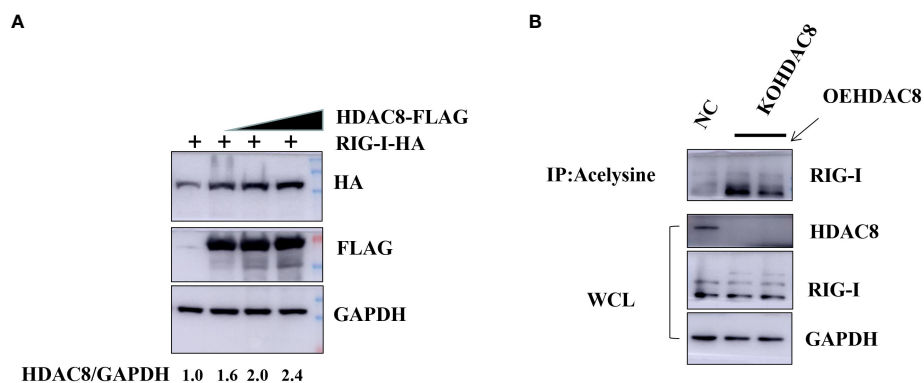 A
HDAC8-FLAG
+ + + + RIG-I-HA
HA
FLAG
GAPDH
HDAC8/GAPDH 1.0 1.6 2.0 2.4
B
NC
KOHDAC8
OEHDAC8
IP:Acelysine
RIG-I
HDAC8
WCL
RIG-I
GAPDH